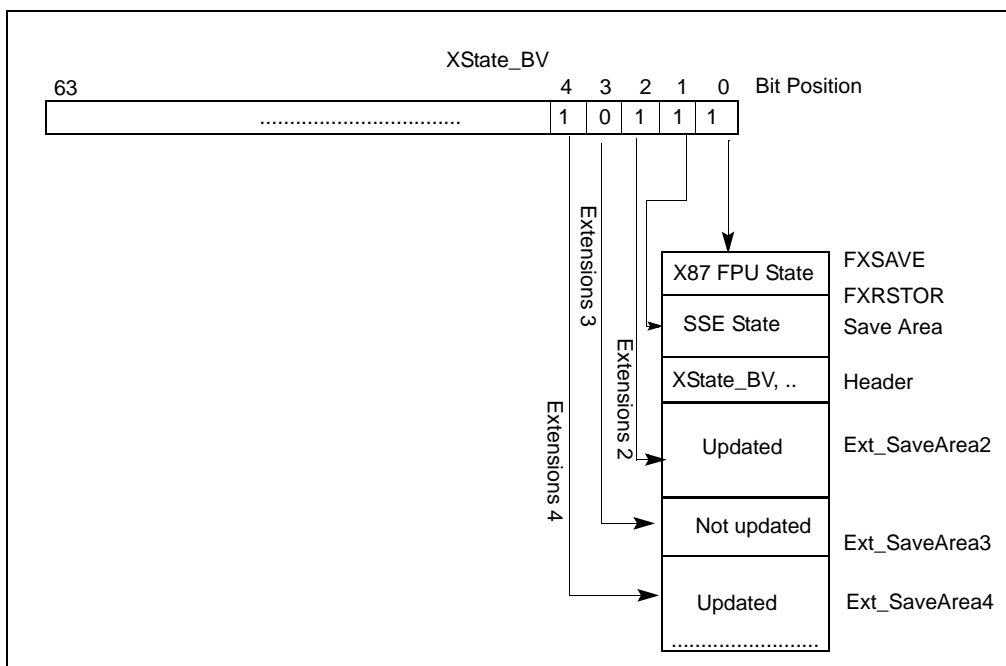 XState_BV
63 4 3 2 1 0 Bit Position
.................................. 1 0 1 1 1
X87 FPU State FXSAVE
FXRSTOR
SSE State Save Area
XState_BV, .. Header
Extensions 3
Extensions 2
Extensions 4
Updated Ext_SaveArea2
Not updated
Ext_SaveArea3
Updated Ext_SaveArea4
.........................